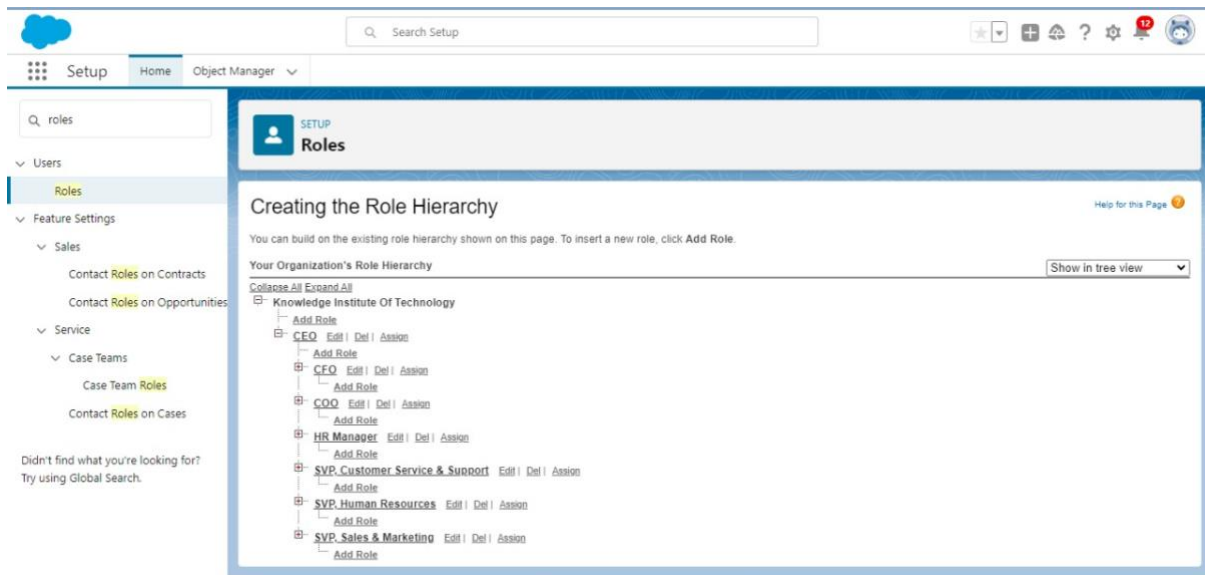 Search Setup
12
Setup
Home
Object Manager
roles
Users
Roles
Feature Settings
Sales
Contact Roles on Contracts
Contact Roles on Opportunities
Service
Case Teams
Case Team Roles
Contact Roles on Cases
Didn't find what you're looking for?
Try using Global Search.
SETUP
Roles
Creating the Role Hierarchy
Help for this Page ?
You can build on the existing role hierarchy shown on this page. To insert a new role, click Add Role.
Your Organization's Role Hierarchy
Show in tree view
Collapse All Expand All
Knowledge Institute Of Technology
Add Role
CEO Edit | Del | Assign
Add Role
CFO Edit | Del | Assign
Add Role
COO Edit | Del | Assign
Add Role
HR Manager Edit | Del | Assign
Add Role
SVP, Customer Service & Support Edit | Del | Assign
Add Role
SVP, Human Resources Edit | Del | Assign
Add Role
SVP, Sales & Marketing Edit | Del | Assign
Add Role